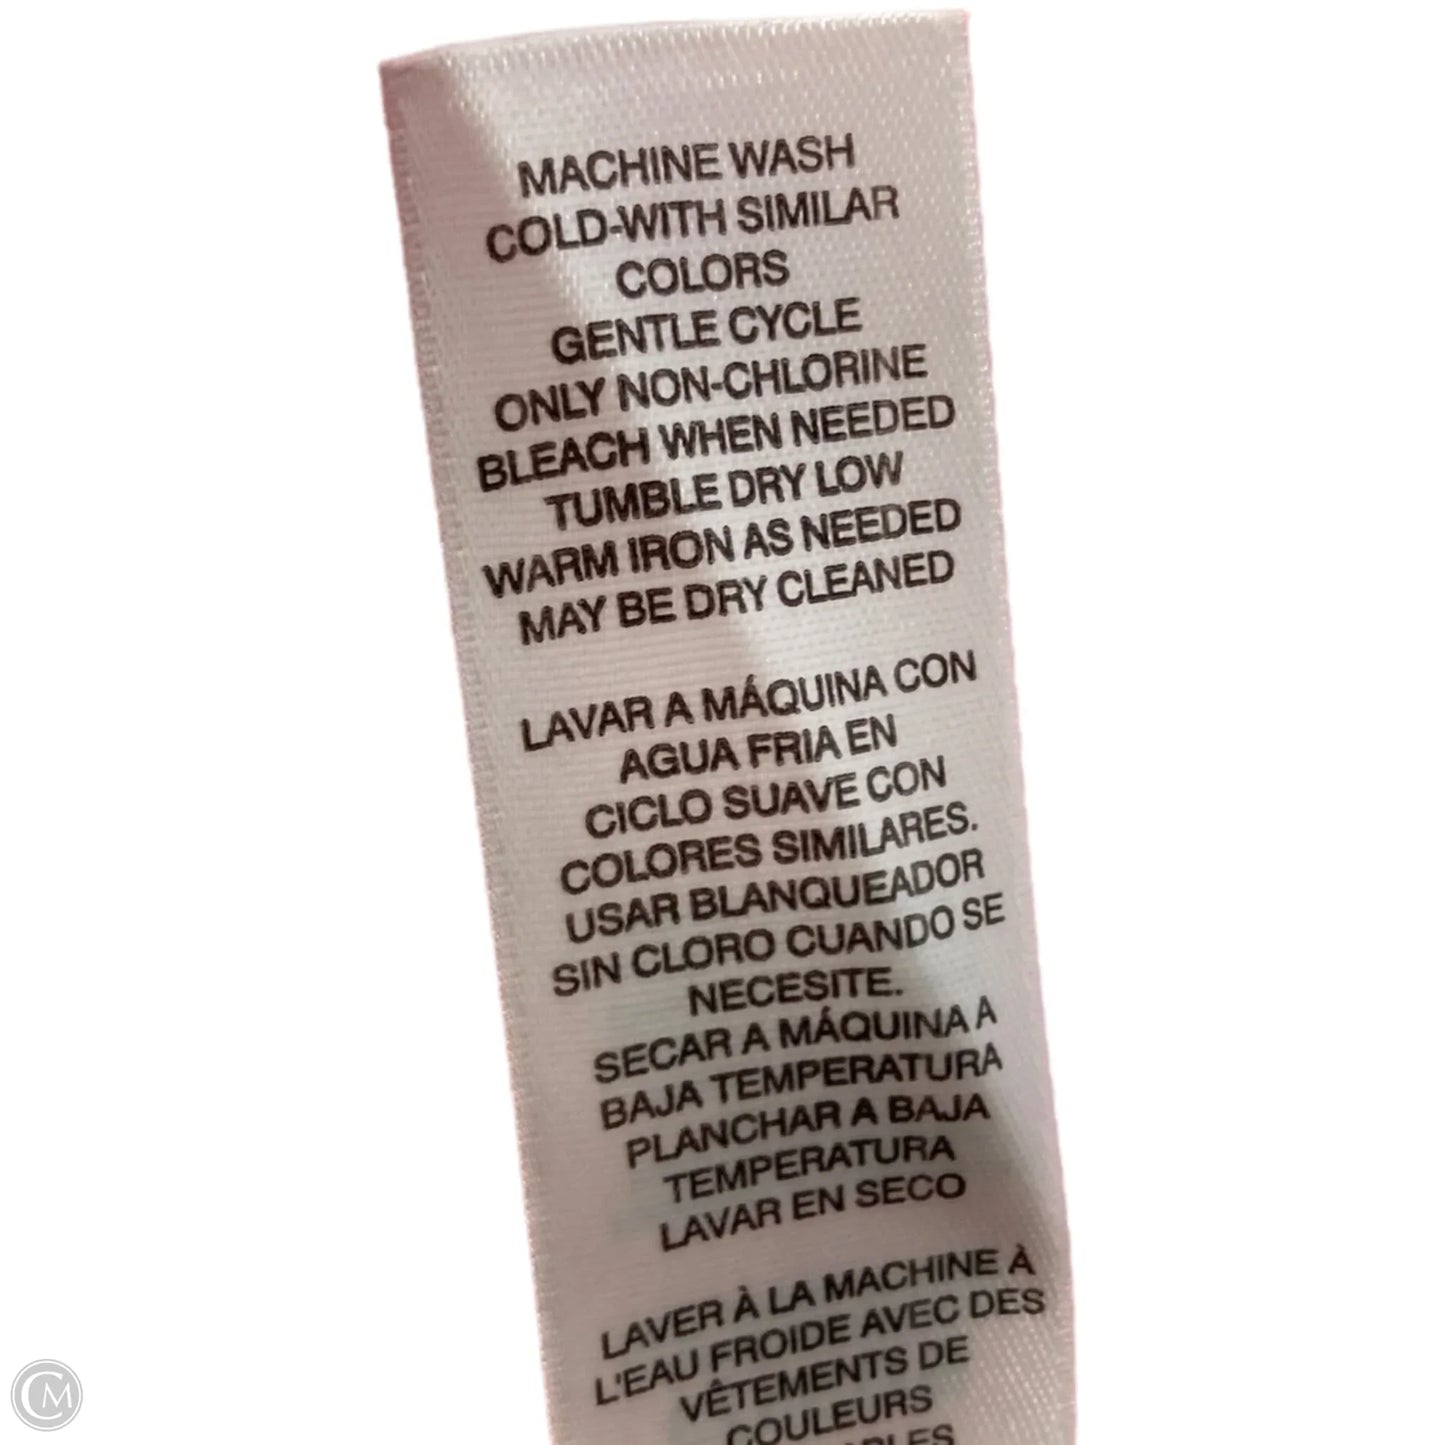 MACHINE WASH
COLD-WITH SIMILAR
COLORS
GENTLE CYCLE
ONLY NON-CHLORINE
BLEACH WHEN NEEDED
TUMBLE DRY LOW
WARM IRON AS NEEDED
MAY BE DRY CLEANED
LAVAR A MÁQUINA CON
AGUA FRIA EN
CICLO SUAVE CON
COLORES SIMILARES.
USAR BLANQUEADOR
SIN CLORO CUANDO SE
NECESITE.
SECAR A MÁQUINA A
BAJA TEMPERATURA
PLANCHAR A BAJA
TEMPERATURA
LAVAR EN SECO
LAVER À LA MACHINE À
L'EAU FROIDE AVEC DES
VÊTEMENTS DE
COULEURS
CM